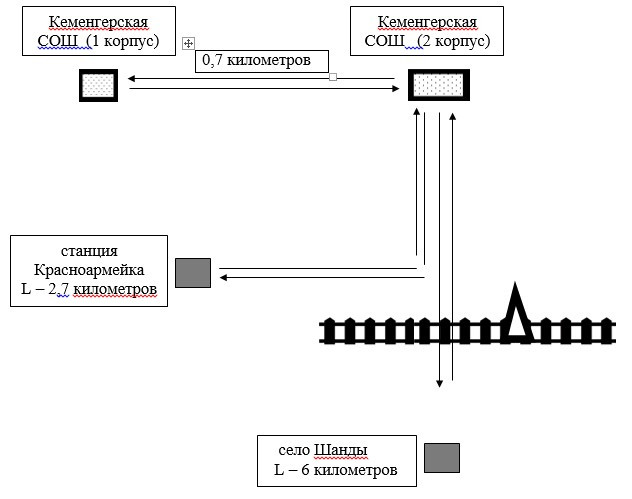 Кеменгерская
СОШ (1 корпус)
Кеменгерская
СОШ (2 корпус)
0,7 километров
станция
Красноармейка
L – 2,7 километров
село Шанды
L – 6 километров